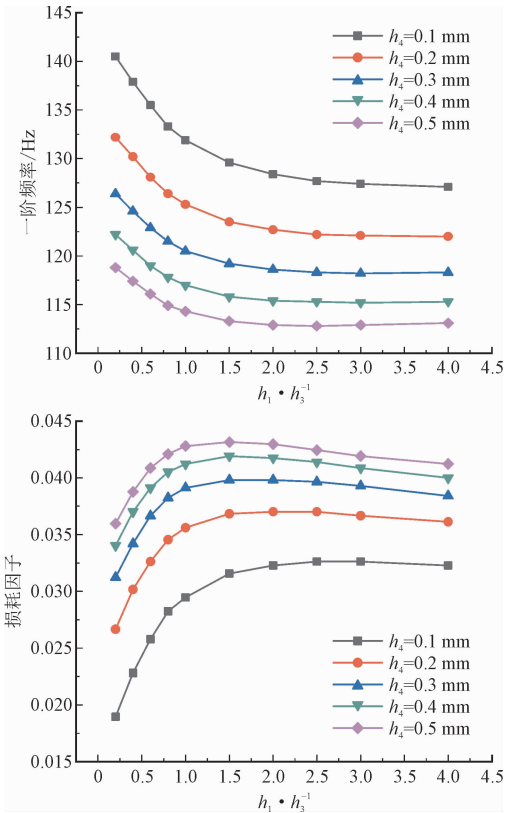 145
140
135
130
125
120
115
110
一阶频率/Hz
h₄=0.1 mm
h₄=0.2 mm
h₄=0.3 mm
h₄=0.4 mm
h₄=0.5 mm
0 0.5 1.0 1.5 2.0 2.5 3.0 3.5 4.0 4.5
h₁·h₃⁻¹
0.045
0.040
0.035
0.030
0.025
0.020
0.015
损耗因子
h₄=0.1 mm
h₄=0.2 mm
h₄=0.3 mm
h₄=0.4 mm
h₄=0.5 mm
0 0.5 1.0 1.5 2.0 2.5 3.0 3.5 4.0 4.5
h₁·h₃⁻¹